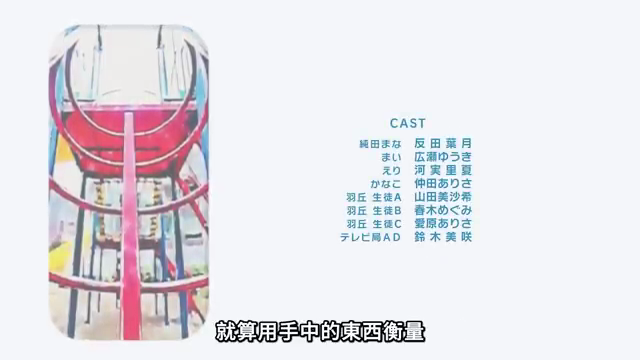 CAST
純田まな 反田葉月
まい 広瀬ゆうき
えり 河実里夏
かなこ 仲田ありさ
羽丘 生徒A 山田美沙希
羽丘 生徒B 春木めぐみ
羽丘 生徒C 愛原ありさ
テレビ局AD 鈴木美咲
就算用手中的東西衡量